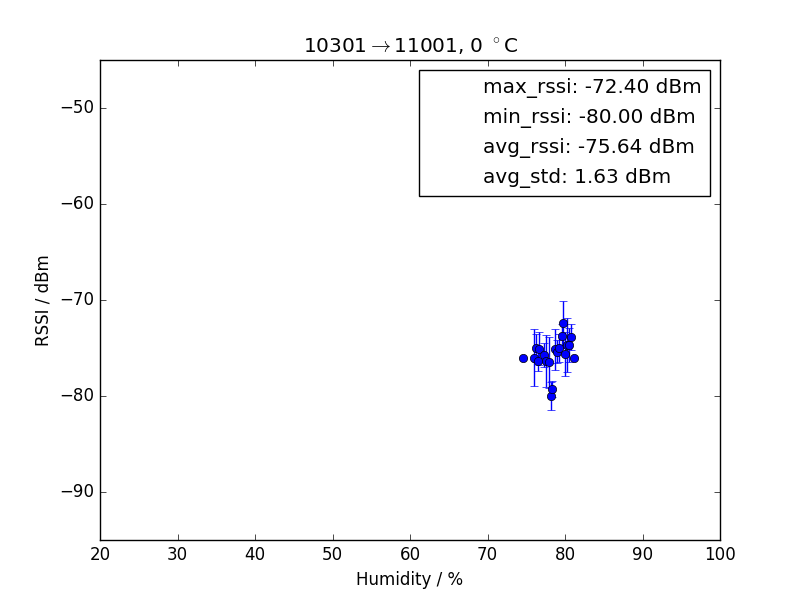 10301→11001, 0 °C
max_rssi: -72.40 dBm
min_rssi: -80.00 dBm
avg_rssi: -75.64 dBm
avg_std: 1.63 dBm
RSSI / dBm
−50
−60
−70
−80
−90
20 30 40 50 60 70 80 90 100
Humidity / %